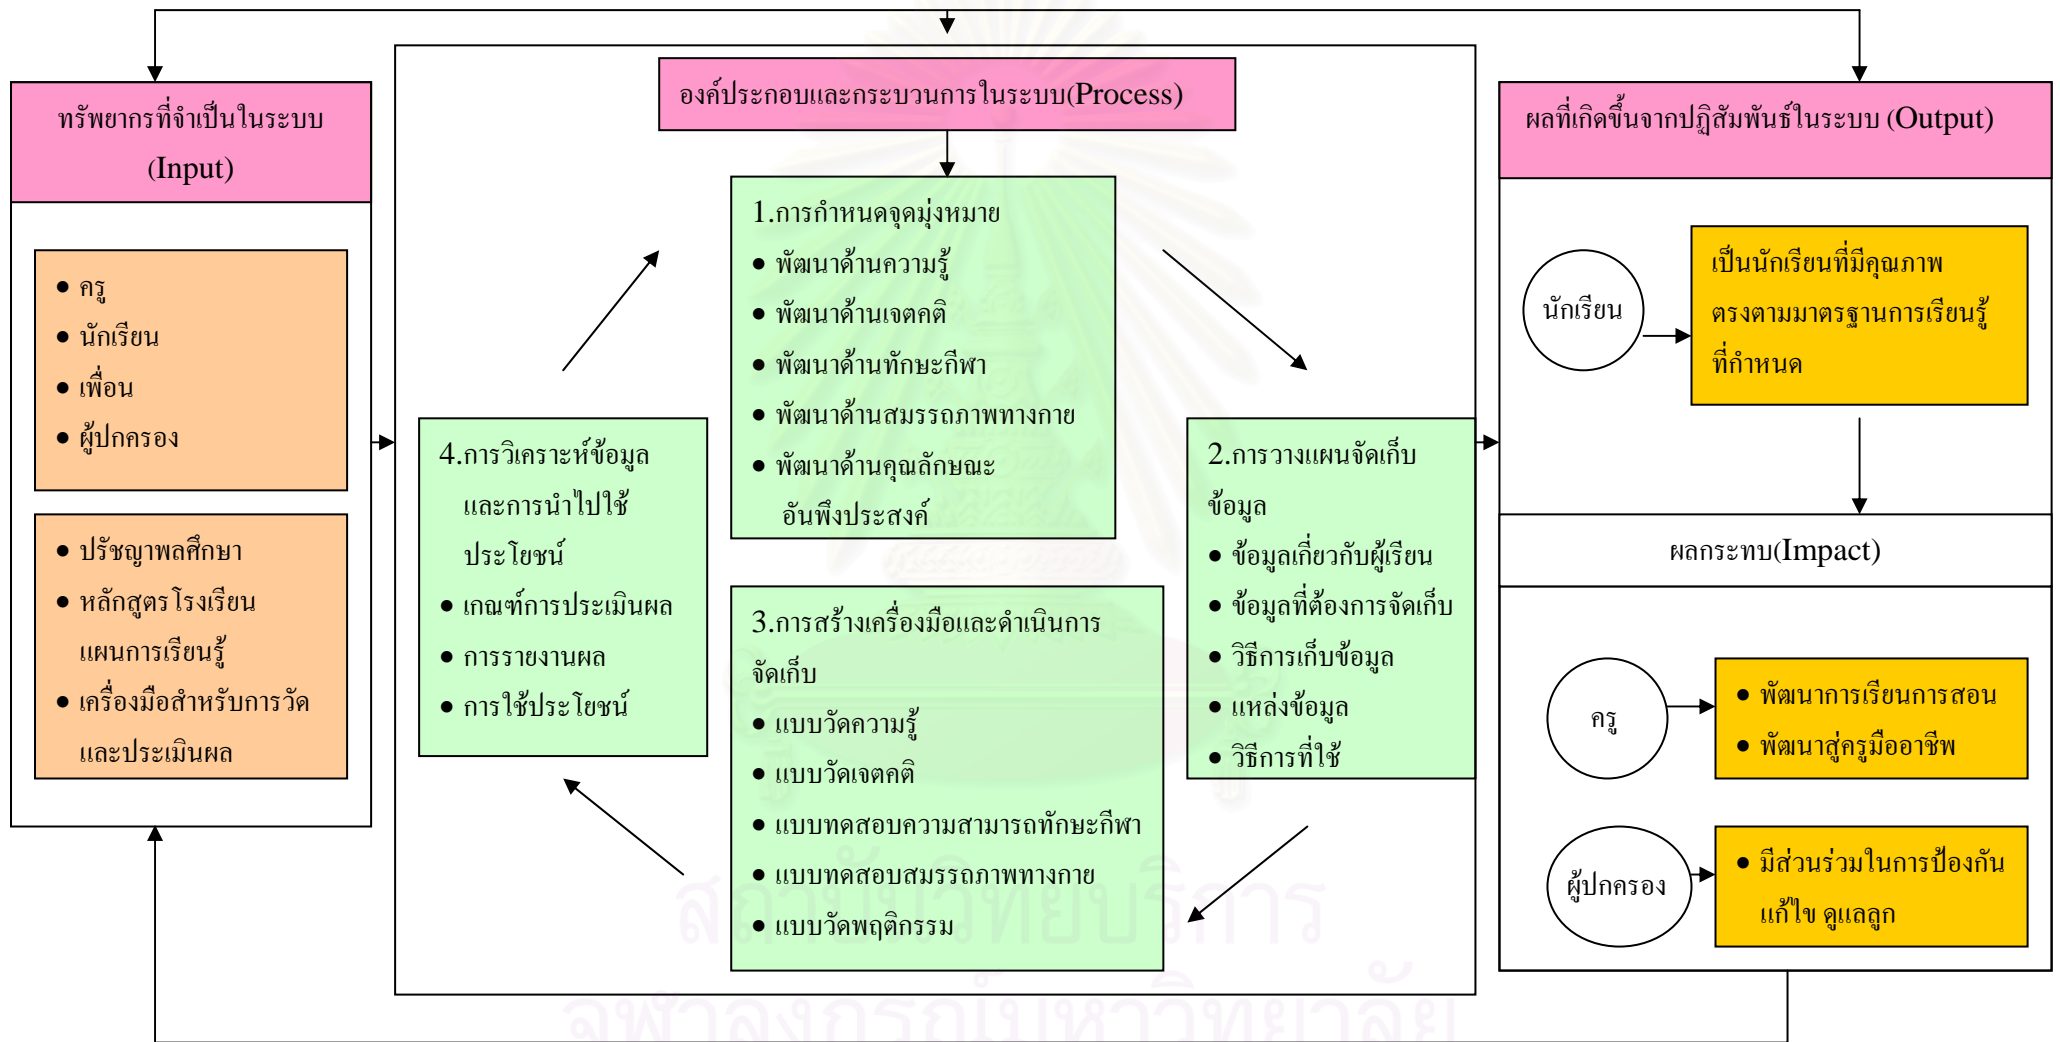 ทรัพยากรที่จำเป็นในระบบ
(Input)
• ครู
• นักเรียน
• เพื่อน
• ผู้ปกครอง
• ปรัชญาพลศึกษา
• หลักสูตรโรงเรียน
แผนการเรียนรู้
• เครื่องมือสำหรับการวัด
และประเมินผล
องค์ประกอบและกระบวนการในระบบ(Process)
1.การกำหนดจุดมุ่งหมาย
• พัฒนาด้านความรู้
• พัฒนาด้านเจตคติ
• พัฒนาด้านทักษะกีฬา
• พัฒนาด้านสมรรถภาพทางกาย
• พัฒนาด้านคุณลักษณะ
อันพึงประสงค์
2.การวางแผนจัดเก็บ
ข้อมูล
• ข้อมูลเกี่ยวกับผู้เรียน
• ข้อมูลที่ต้องการจัดเก็บ
• วิธีการเก็บข้อมูล
• แหล่งข้อมูล
• วิธีการที่ใช้
3.การสร้างเครื่องมือและดำเนินการ
จัดเก็บ
• แบบวัดความรู้
• แบบวัดเจตคติ
• แบบทดสอบความสามารถทักษะกีฬา
• แบบทดสอบสมรรถภาพทางกาย
• แบบวัดพฤติกรรม
4.การวิเคราะห์ข้อมูล
และการนำไปใช้
ประโยชน์
• เกณฑ์การประเมินผล
• การรายงานผล
• การใช้ประโยชน์
ผลที่เกิดขึ้นจากปฏิสัมพันธ์ในระบบ (Output)
นักเรียน
เป็นนักเรียนที่มีคุณภาพ
ตรงตามมาตรฐานการเรียนรู้
ที่กำหนด
ผลกระทบ(Impact)
ครู
• พัฒนาการเรียนการสอน
• พัฒนาสู่ครูมืออาชีพ
ผู้ปกครอง
• มีส่วนร่วมในการป้องกัน
แก้ไข ดูแลลูก
สถาบันวิทยบริการ
จุฬาลงกรณ์มหาวิทยาลัย